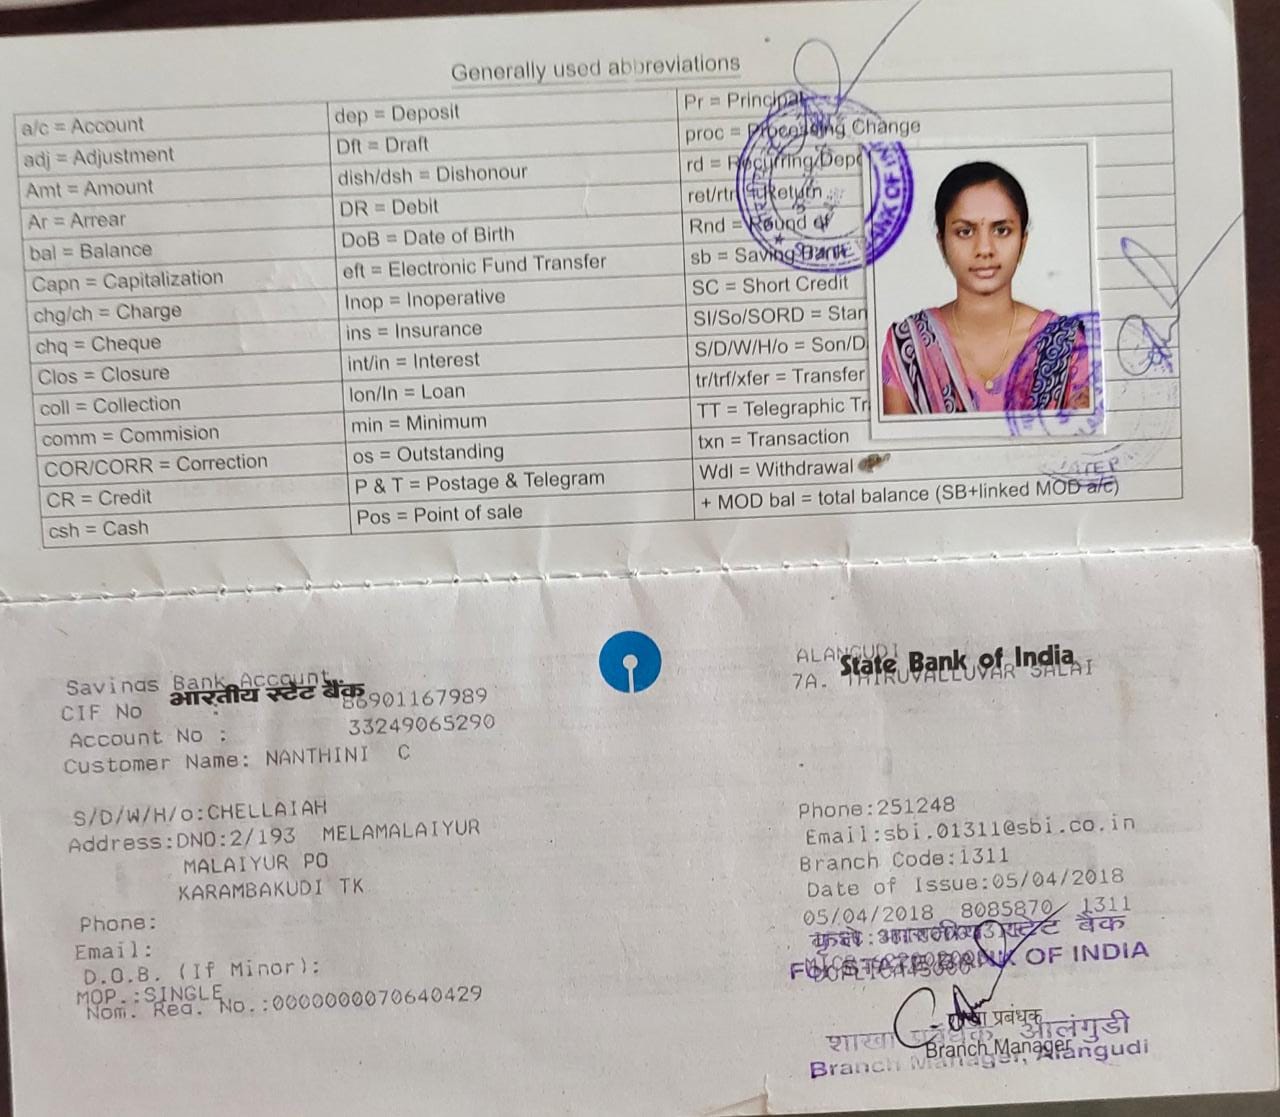 Generally used abbreviations
a/c = Account
adj = Adjustment
Amt = Amount
Ar = Arrear
bal = Balance
Capn = Capitalization
chg/ch = Charge
chq = Cheque
Clos = Closure
coll = Collection
comm = Commision
COR/CORR = Correction
CR = Credit
csh = Cash
dep = Deposit
Dft = Draft
dish/dsh = Dishonour
DR = Debit
DoB = Date of Birth
eft = Electronic Fund Transfer
Inop = Inoperative
ins = Insurance
int/in = Interest
lon/ln = Loan
min = Minimum
os = Outstanding
P & T = Postage & Telegram
Pos = Point of sale
Pr = Principal
proc = Processing Change
rd = Recurring Depo
ret/rtr = Return
Rnd = Round of
sb = Saving Bank
SC = Short Credit
SI/So/SORD = Stan
S/D/W/H/o = Son/D
tr/trf/xfer = Transfer
TT = Telegraphic Tr
txn = Transaction
Wdl = Withdrawal
+ MOD bal = total balance (SB+linked MOD a/c)
Savings Bank Account
भारतीय स्टेट बैंक
CIF No : 86901167989
Account No : 33249065290
Customer Name: NANTHINI C
S/D/W/H/o:CHELLAIAH
Address:DNO:2/193 MELAMALAIYUR
MALAIYUR PO
KARAMBAKUDI TK
Phone:
Email:
D.O.B. (If Minor):
MOP.:SINGLE
Nom. Reg. No.:0000000070640429
ALANGUDI
State Bank of India
7A. THIRUVALLUVAR SALAI
Phone:251248
Email:sbi.01311@sbi.co.in
Branch Code:1311
Date of Issue:05/04/2018
05/04/2018 8085870 1311
कृते भारतीय स्टेट बैंक
BANK OF INDIA
शाखा प्रबंधक
Branch Manager
शाखा प्रबंधक आलंगुडी
Branch Manager, Alangudi